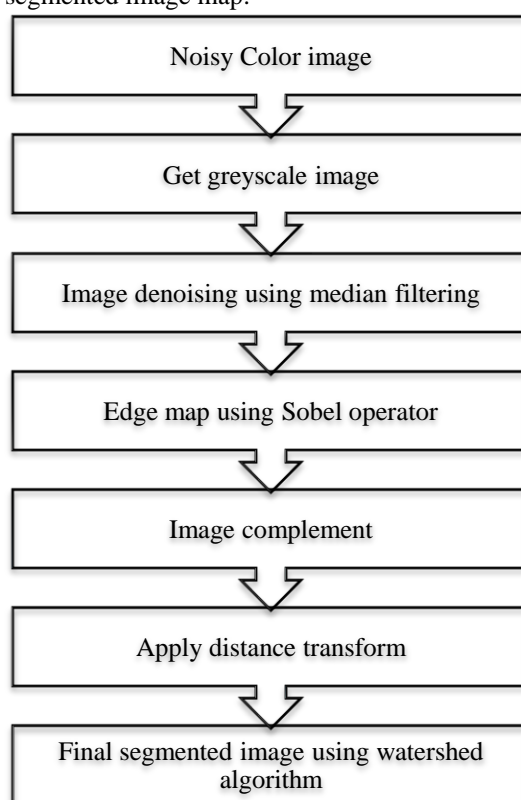 segmented image map.
Noisy Color image
Get greyscale image
Image denoising using median filtering
Edge map using Sobel operator
Image complement
Apply distance transform
Final segmented image using watershed
algorithm